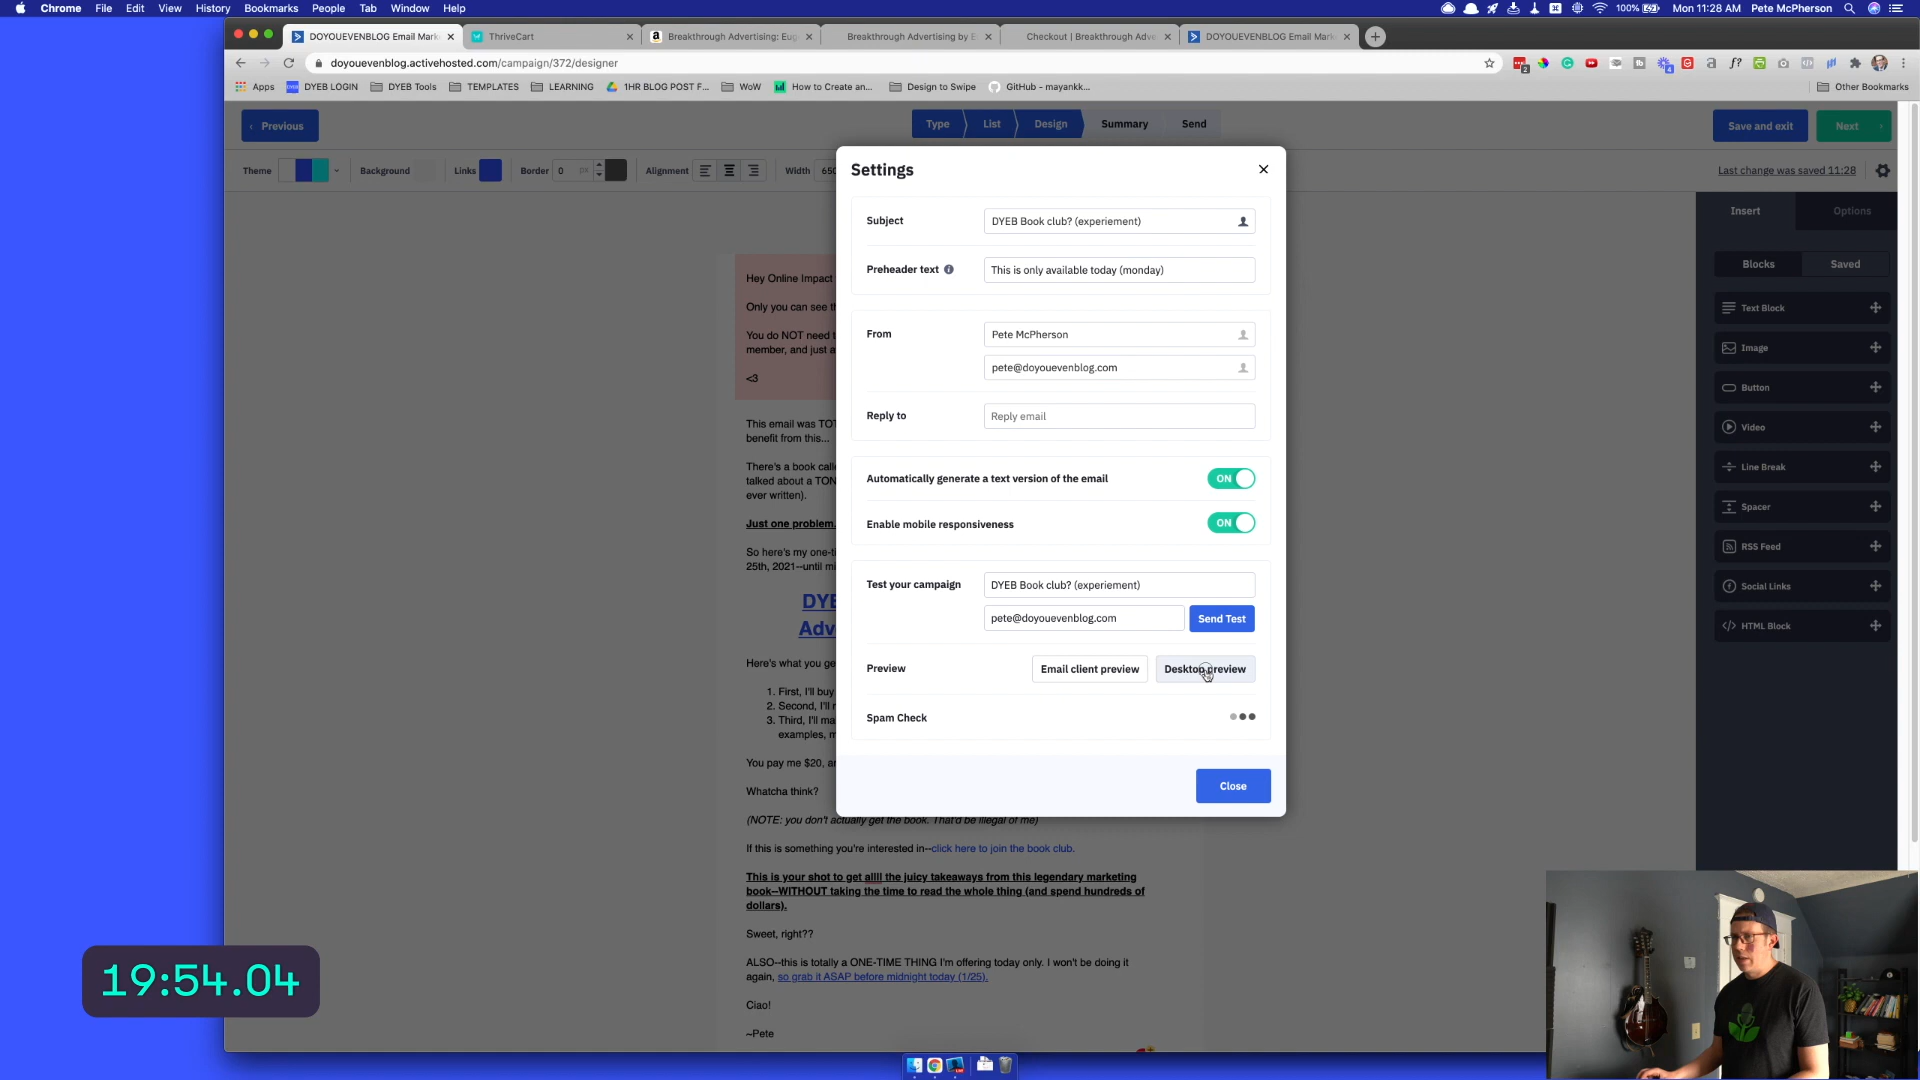 Chrome File Edit View History Bookmarks People Tab Window Help
100% Mon 11:28 AM Pete McPherson
DOYOUEVENBLOG Email Mark
ThriveCart
Breakthrough Advertising: Eug
Breakthrough Advertising by E
Checkout | Breakthrough Adve
DOYOUEVENBLOG Email Mark
doyouevenblog.activehosted.com/campaign/372/designer
Apps DYEB LOGIN DYEB Tools TEMPLATES LEARNING 1HR BLOG POST F... WoW How to Create an... Design to Swipe GitHub - mayankk... Other Bookmarks
Previous
Type List Design Summary Send
Save and exit Next
Theme Background Links Border 0 px Alignment Width 650
Last change was saved 11:28
Insert Options
Blocks Saved
Text Block
Image
Button
Video
Line Break
Spacer
RSS Feed
Social Links
HTML Block
Settings
Subject DYEB Book club? (experiement)
Preheader text This is only available today (monday)
From Pete McPherson
pete@doyouevenblog.com
Reply to Reply email
Automatically generate a text version of the email ON
Enable mobile responsiveness ON
Test your campaign DYEB Book club? (experiement)
pete@doyouevenblog.com Send Test
Preview Email client preview Desktop preview
Spam Check
Close
Hey Online Impact
Only you can see th
You do NOT need t
member, and just a
<3
This email was TOT
benefit from this...
There's a book calle
talked about a TON
ever written).
Just one problem.
So here's my one-ti
25th, 2021--until mi
DYE
Adv
Here's what you ge
1. First, I'll buy
2. Second, I'll r
3. Third, I'll ma
examples, m
You pay me $20, an
Whatcha think?
(NOTE: you don't actually get the book. That'd be illegal of me)
If this is something you're interested in--click here to join the book club.
This is your shot to get allll the juicy takeaways from this legendary marketing
book--WITHOUT taking the time to read the whole thing (and spend hundreds of
dollars).
Sweet, right??
ALSO--this is totally a ONE-TIME THING I'm offering today only. I won't be doing it
again, so grab it ASAP before midnight today (1/25).
Ciao!
~Pete
19:54.04